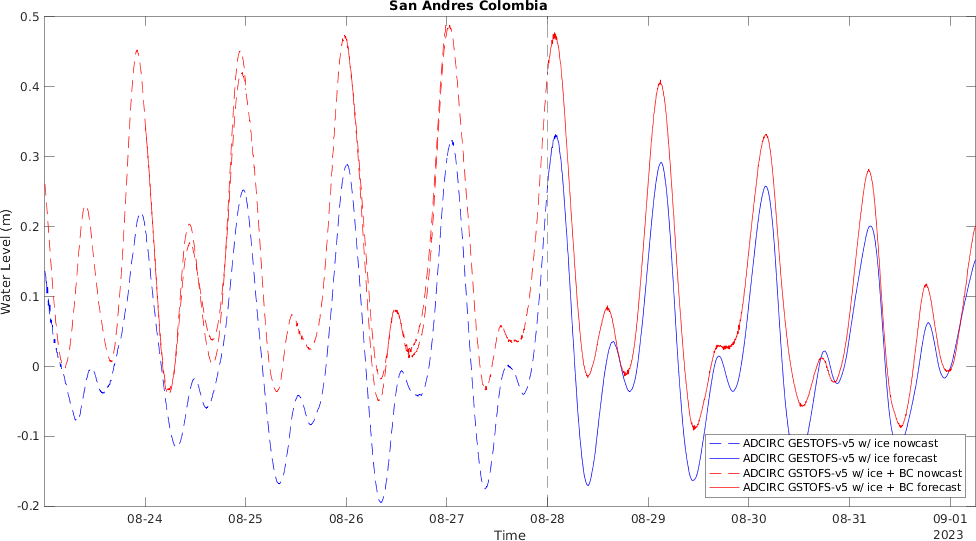 San Andres Colombia
Water Level (m)
0.5
0.4
0.3
0.2
0.1
0
-0.1
-0.2
08-24
08-25
08-26
08-27
08-28
08-29
08-30
08-31
09-01
2023
Time
ADCIRC GESTOFS-v5 w/ ice nowcast
ADCIRC GESTOFS-v5 w/ ice forecast
ADCIRC GSTOFS-v5 w/ ice + BC nowcast
ADCIRC GSTOFS-v5 w/ ice + BC forecast